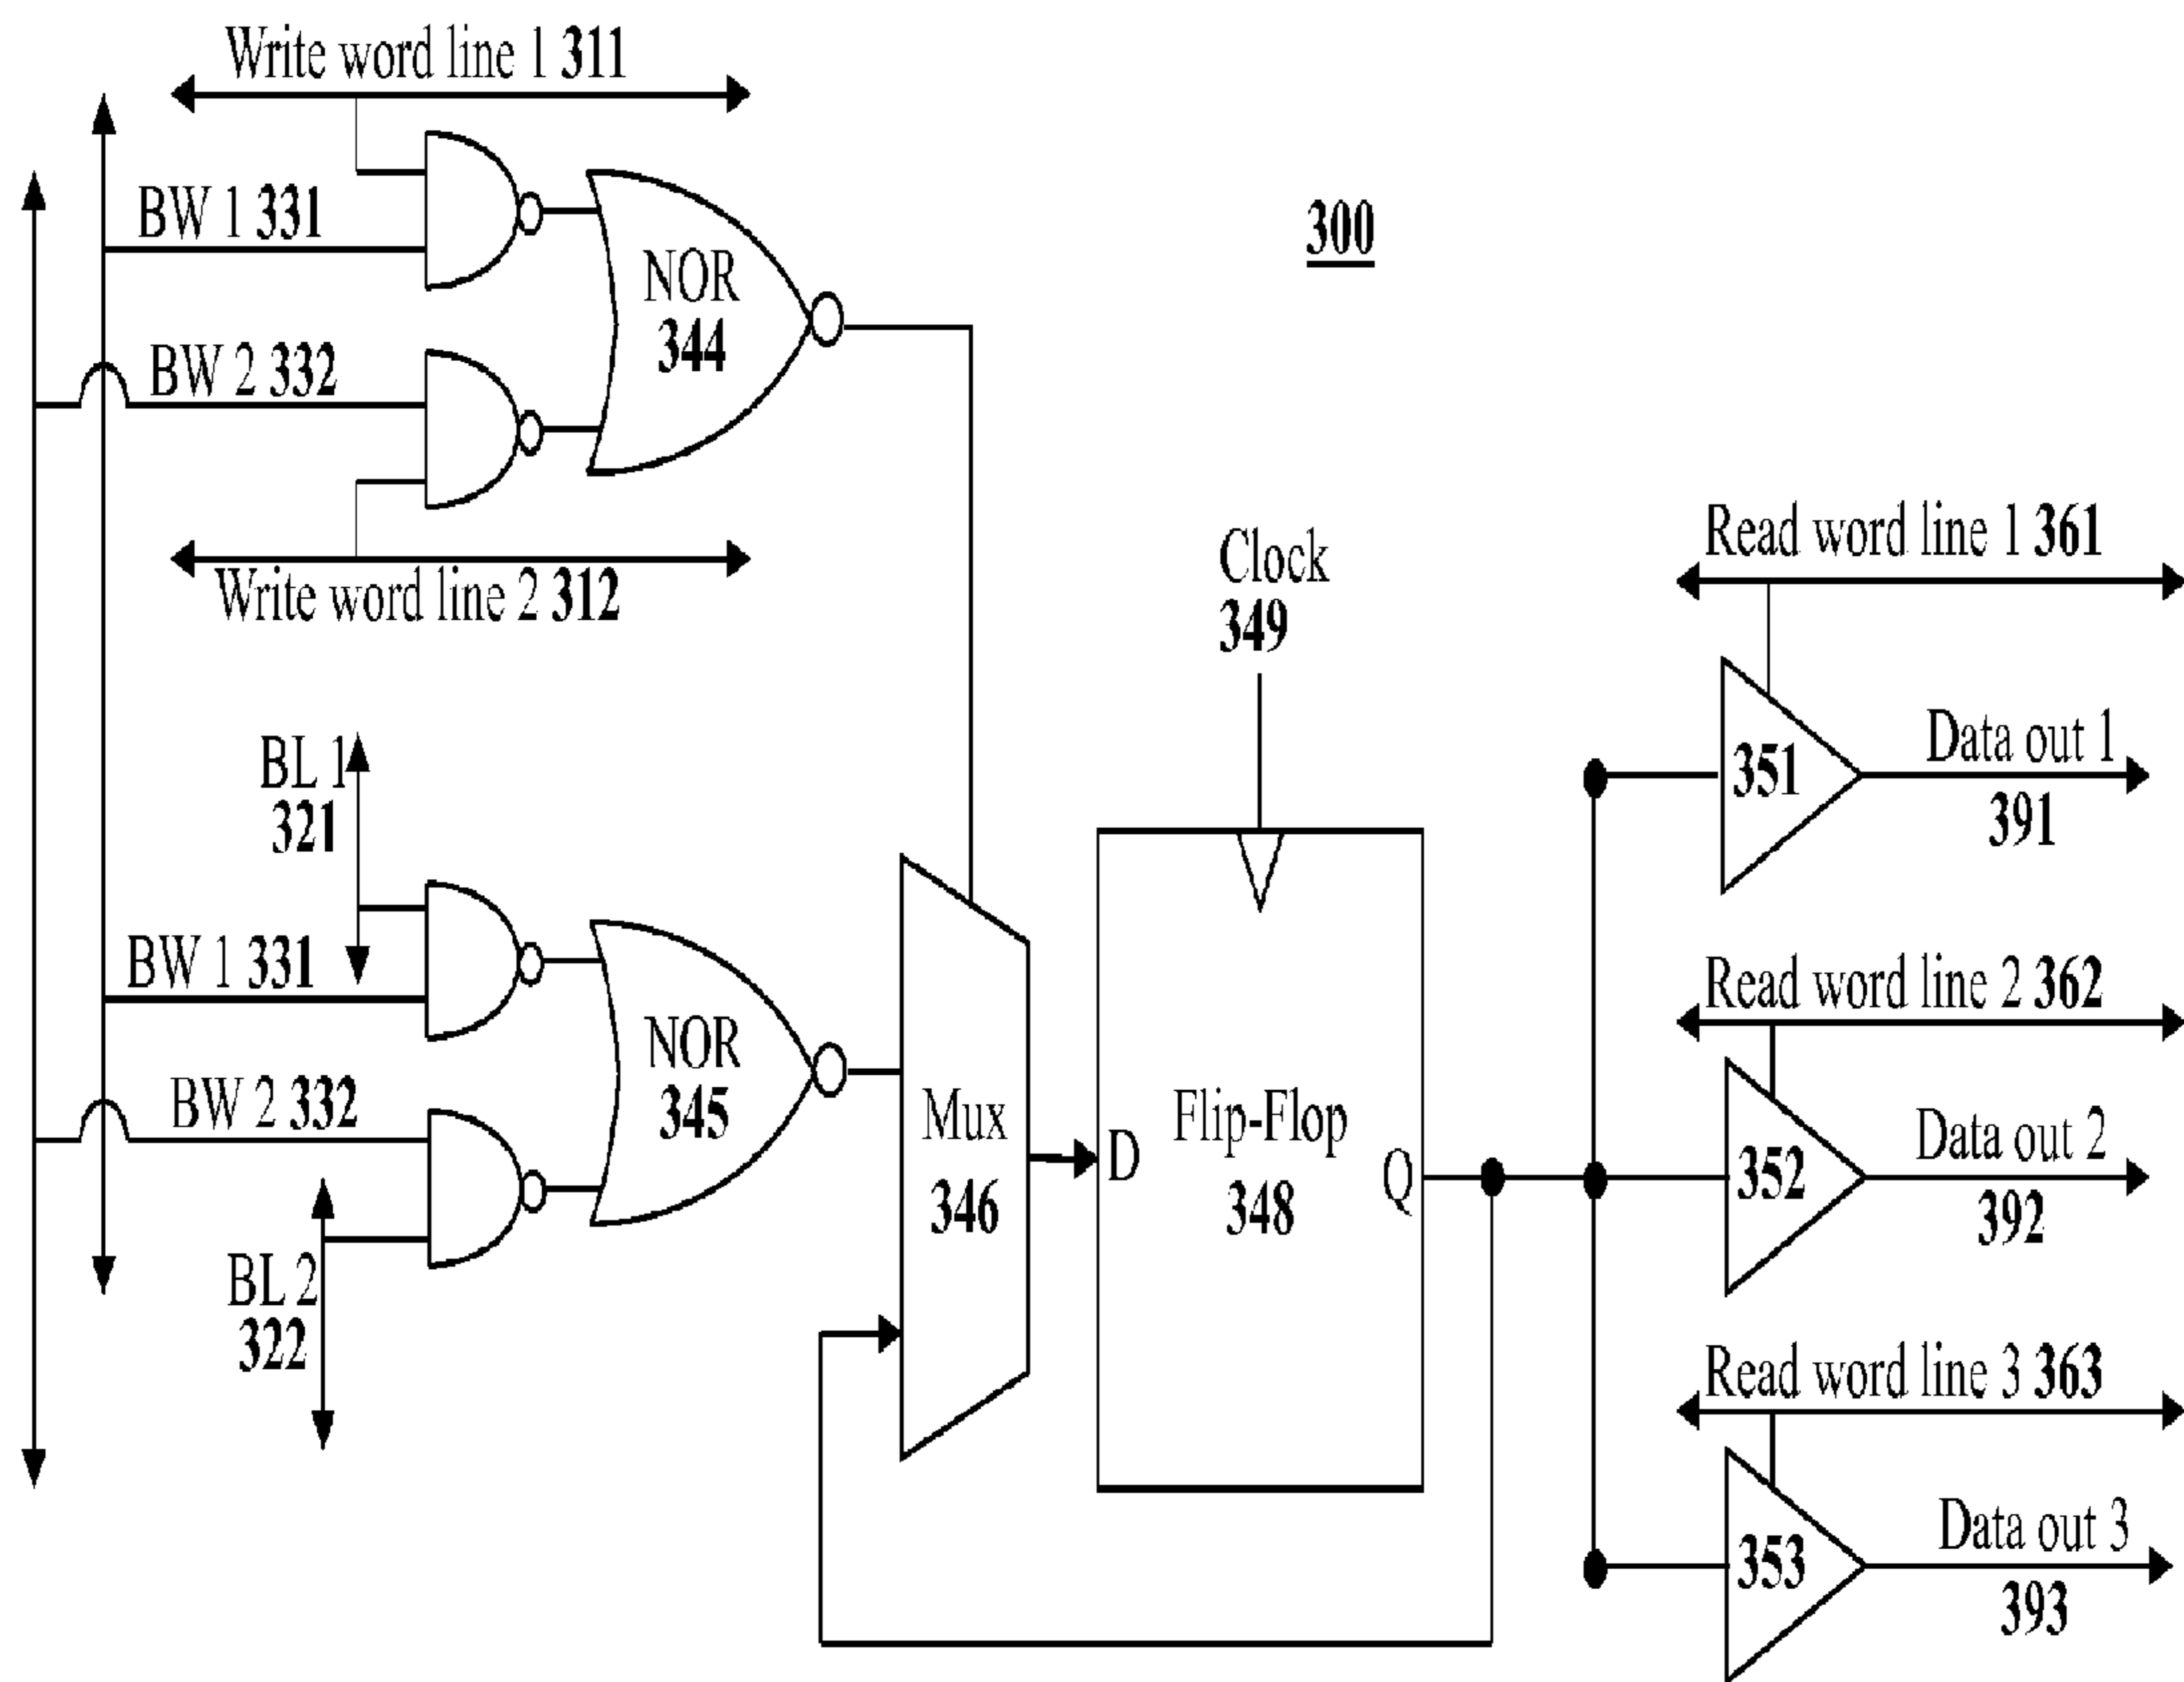 Write word line 1 311
BW 1 331
NOR
344
BW 2 332
Write word line 2 312
300
BL 1
321
BW 1 331
NOR
345
BW 2 332
BL 2
322
Mux
346
Clock
349
D
Flip-Flop
348
Q
Read word line 1 361
351
Data out 1
391
Read word line 2 362
352
Data out 2
392
Read word line 3 363
353
Data out 3
393